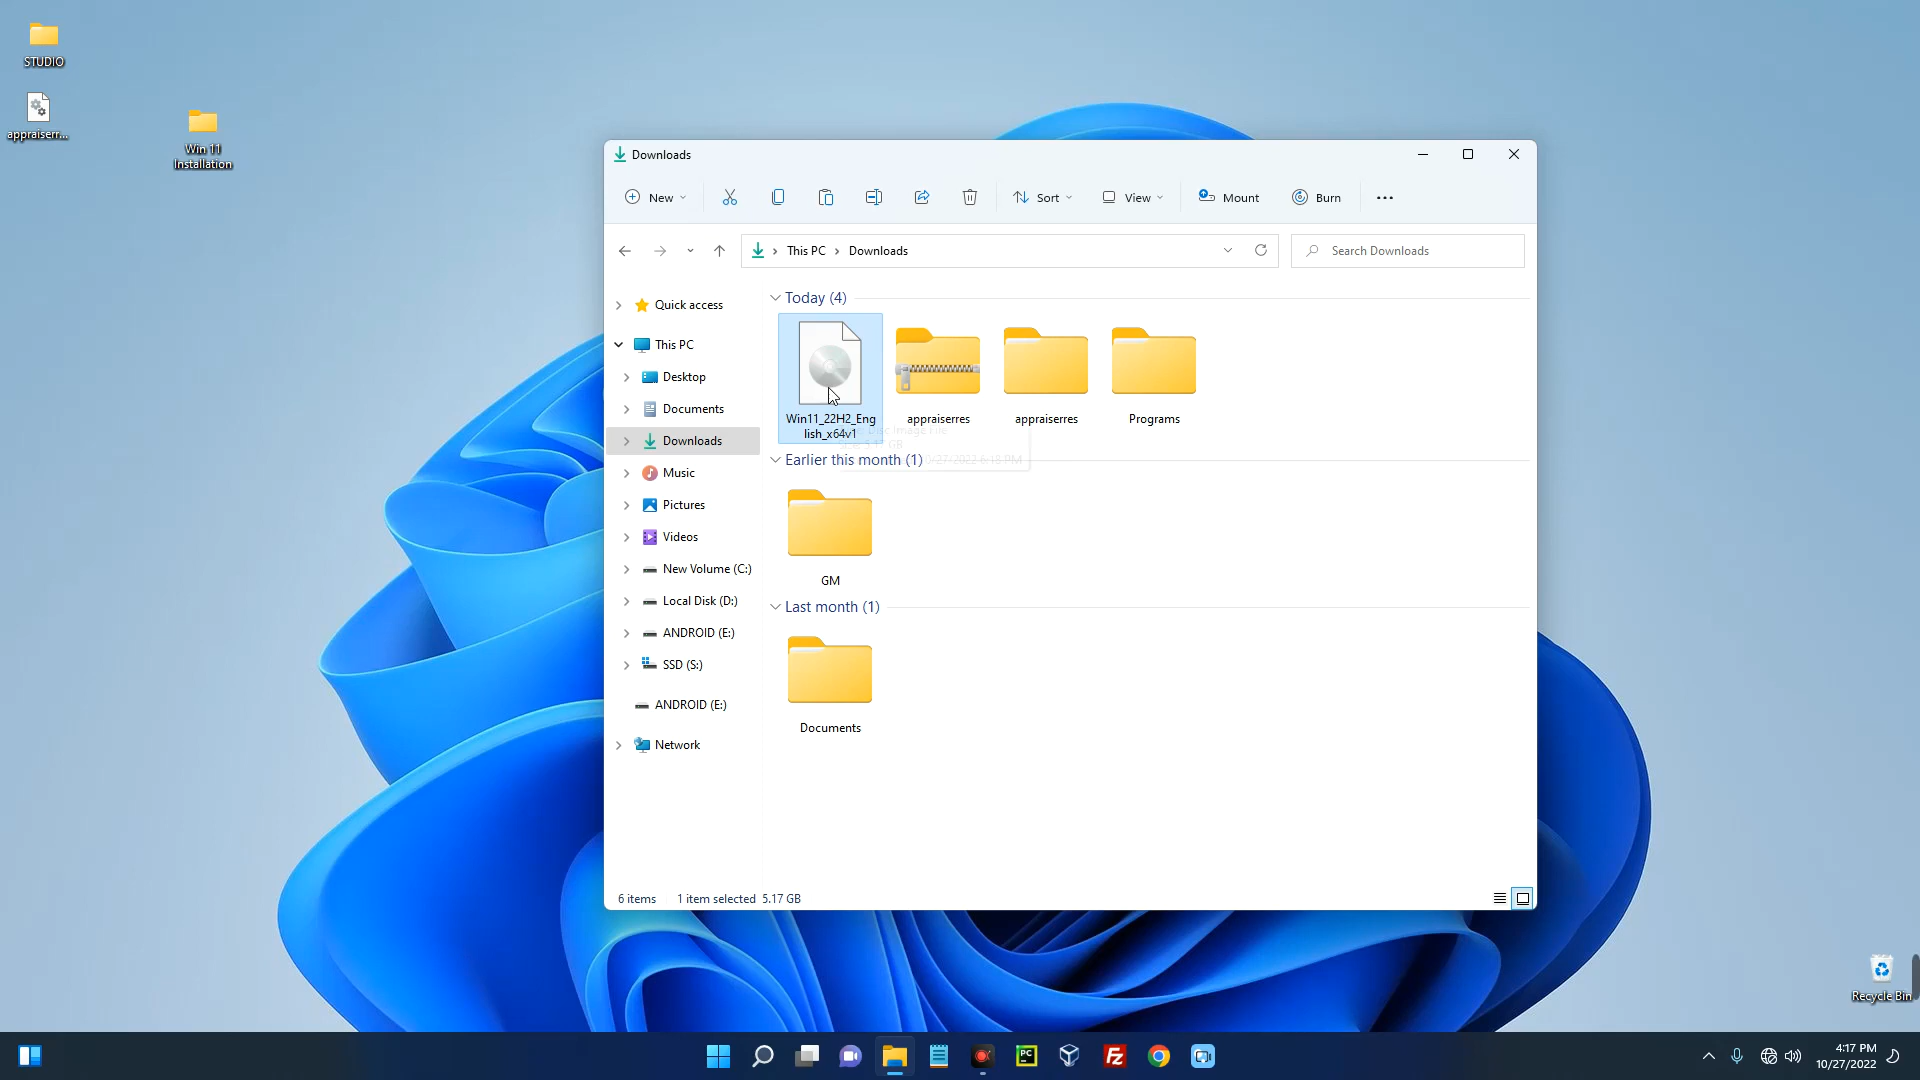 STUDIO
appraiserr...
Win 11
Installation
Downloads
New
Sort
View
Mount
Burn
This PC
Downloads
Search Downloads
Quick access
This PC
Desktop
Documents
Downloads
Music
Pictures
Videos
New Volume (C:)
Local Disk (D:)
ANDROID (E:)
SSD (S:)
ANDROID (E:)
Network
Today (4)
Win11_22H2_Eng
lish_x64v1
appraiserres
appraiserres
Programs
Earlier this month (1)
GM
Last month (1)
Documents
6 items
1 item selected 5.17 GB
Recycle Bin
PC
FZ
4:17 PM
10/27/2022